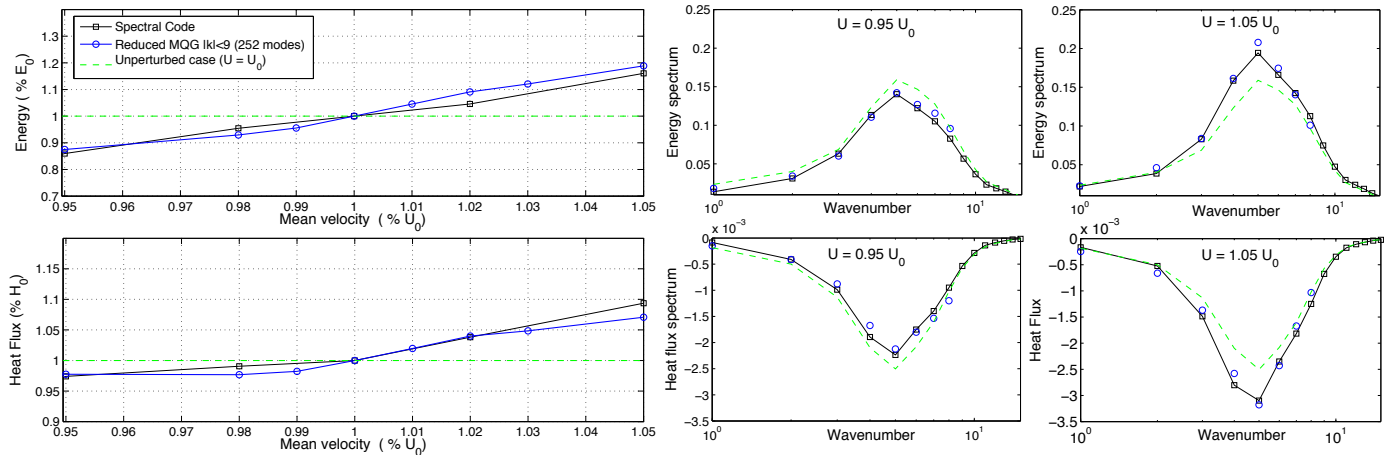 Spectral Code
Reduced MQG lkl<9 (252 modes)
Unperturbed case (U = U0)
Energy ( % E0)
1.3
1.2
1.1
1
0.9
0.8
0.7
0.95 0.96 0.97 0.98 0.99 1 1.01 1.02 1.03 1.04 1.05
Mean velocity ( % U0)
Heat Flux ( % H0)
1.15
1.1
1.05
1
0.95
0.9
0.95 0.96 0.97 0.98 0.99 1 1.01 1.02 1.03 1.04 1.05
Mean velocity ( % U0)
U = 0.95 U0
Energy spectrum
0.25
0.2
0.15
0.1
0.05
10^0 10^1
Wavenumber
U = 1.05 U0
Energy spectrum
0.25
0.2
0.15
0.1
0.05
10^0 10^1
Wavenumber
x 10^-3
U = 0.95 U0
Heat flux spectrum
0
−0.5
−1
−1.5
−2
−2.5
−3
−3.5
10^0 10^1
Wavenumber
x 10^-3
U = 1.05 U0
Heat Flux
0
−0.5
−1
−1.5
−2
−2.5
−3
−3.5
10^0 10^1
Wavenumber